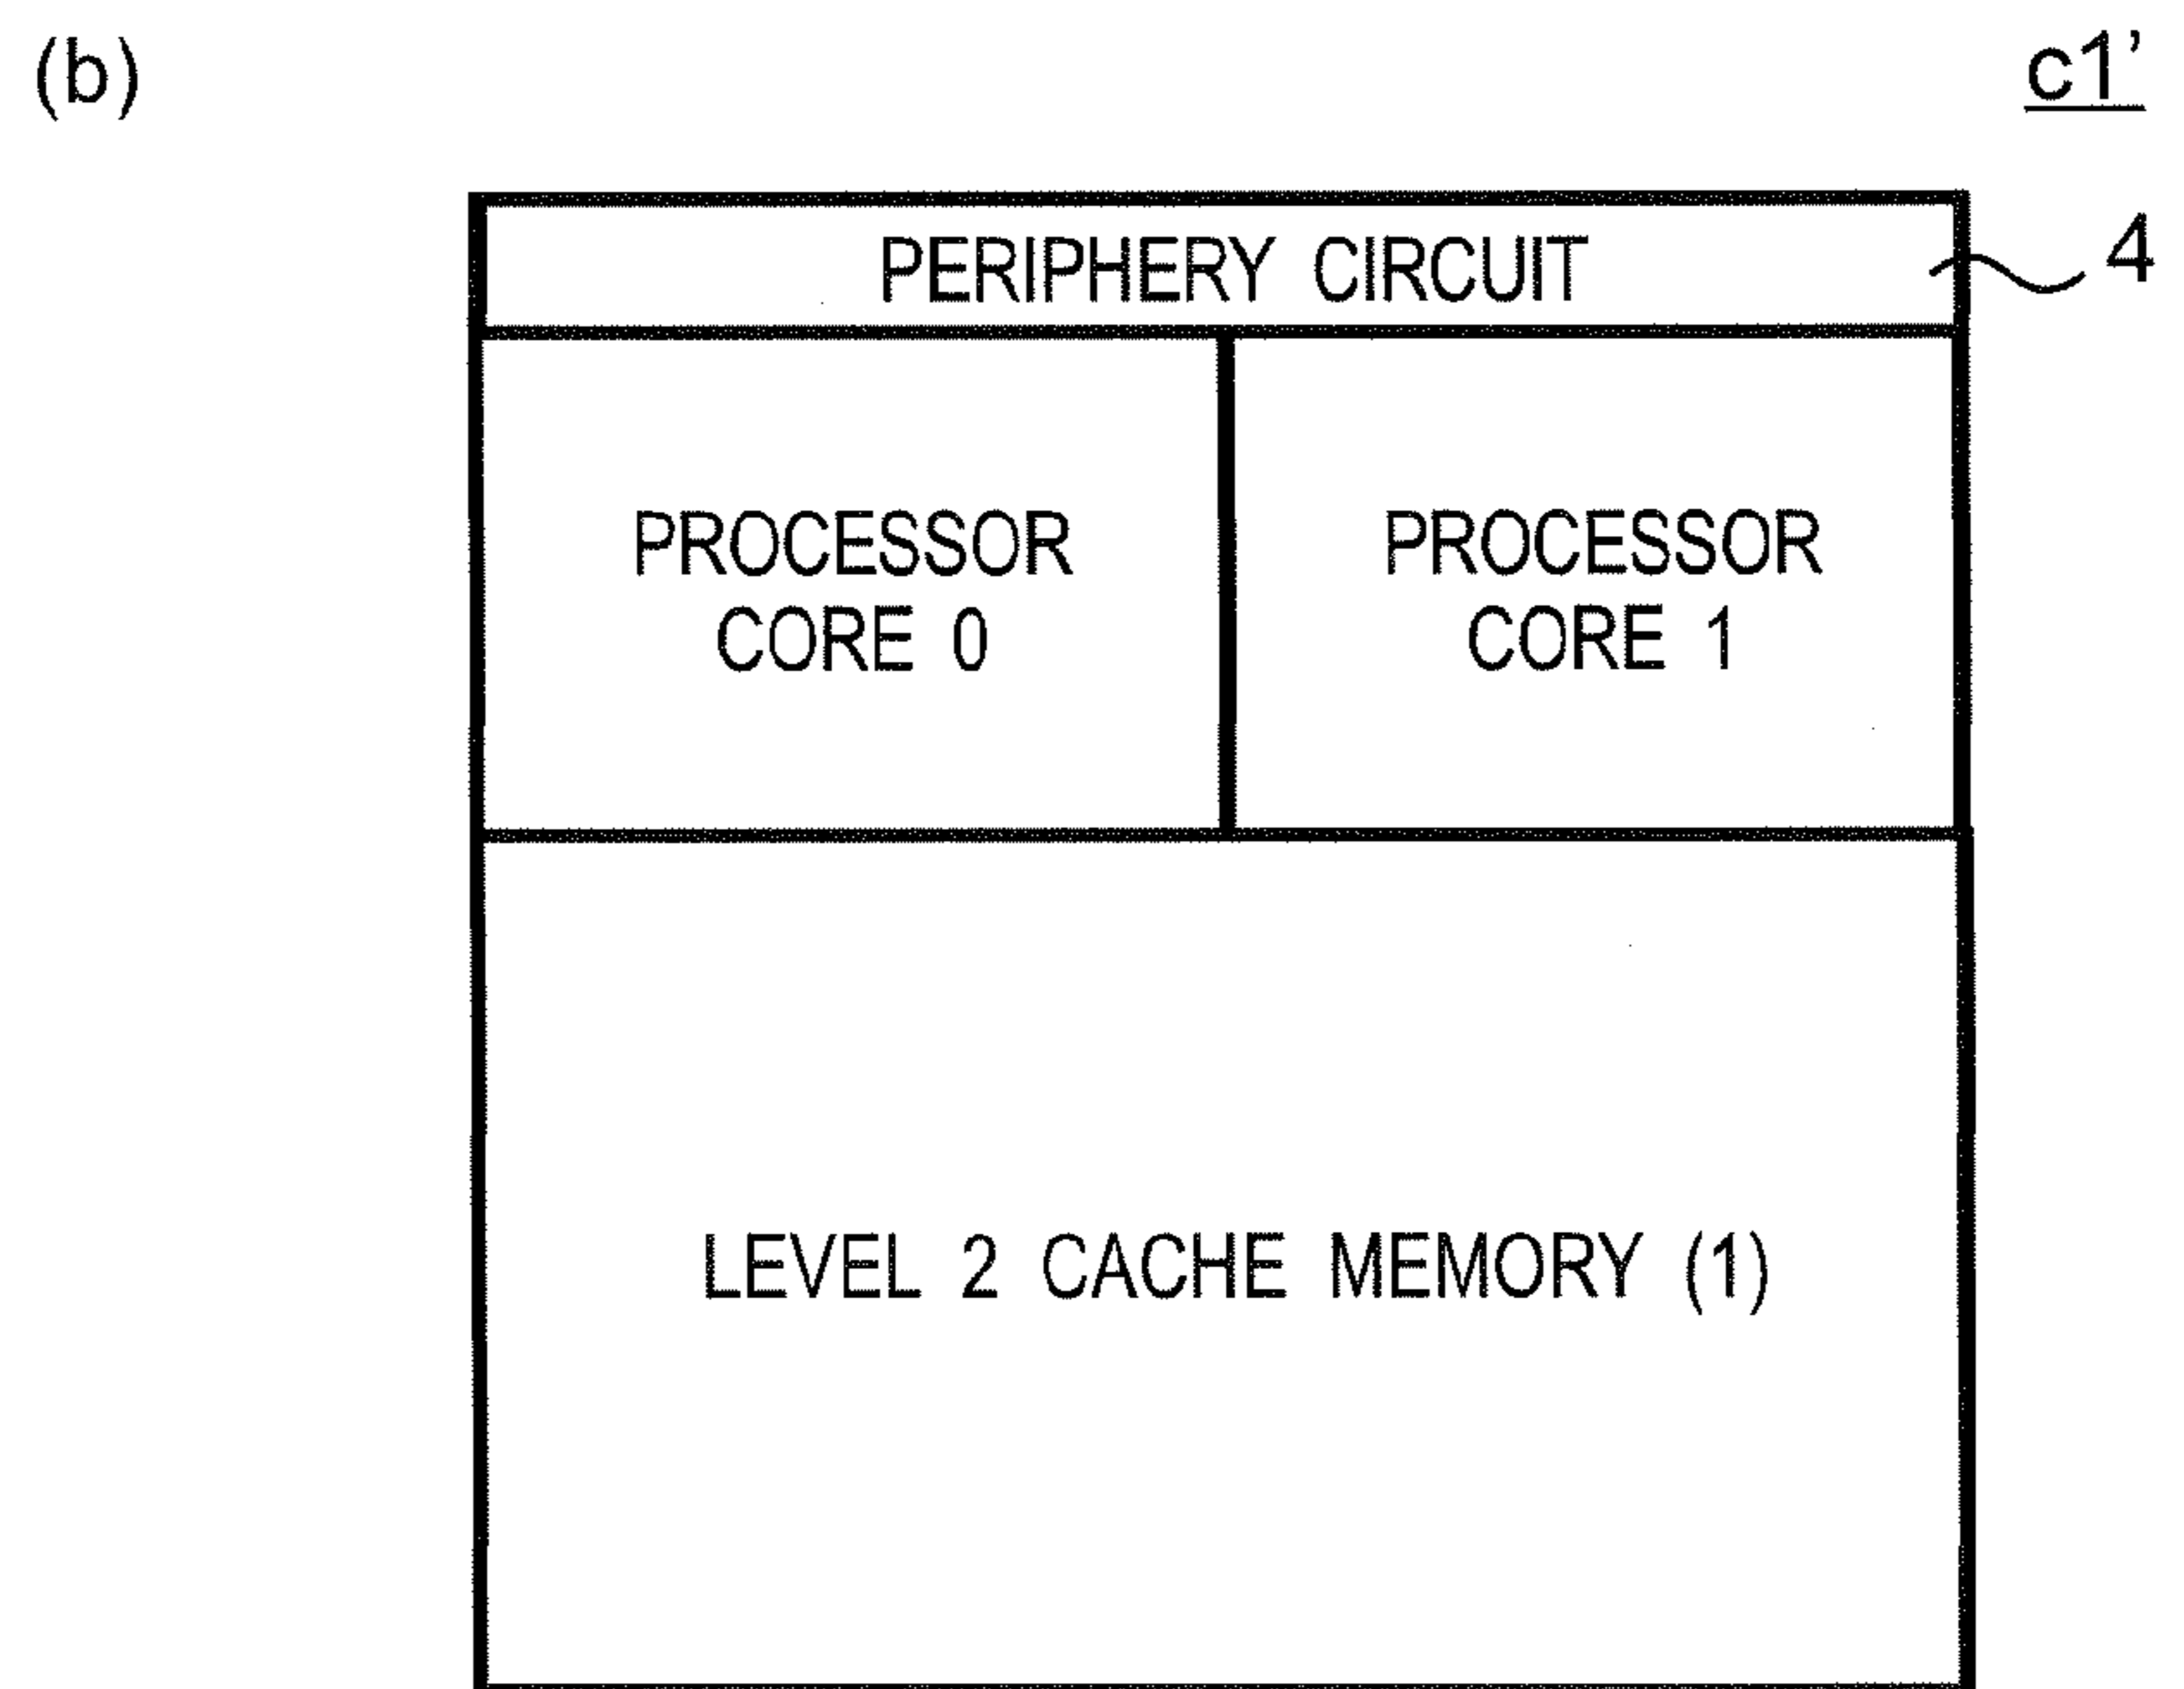 (b)
c1’
PERIPHERY CIRCUIT
4
PROCESSOR
CORE 0
PROCESSOR
CORE 1
LEVEL 2 CACHE MEMORY (1)